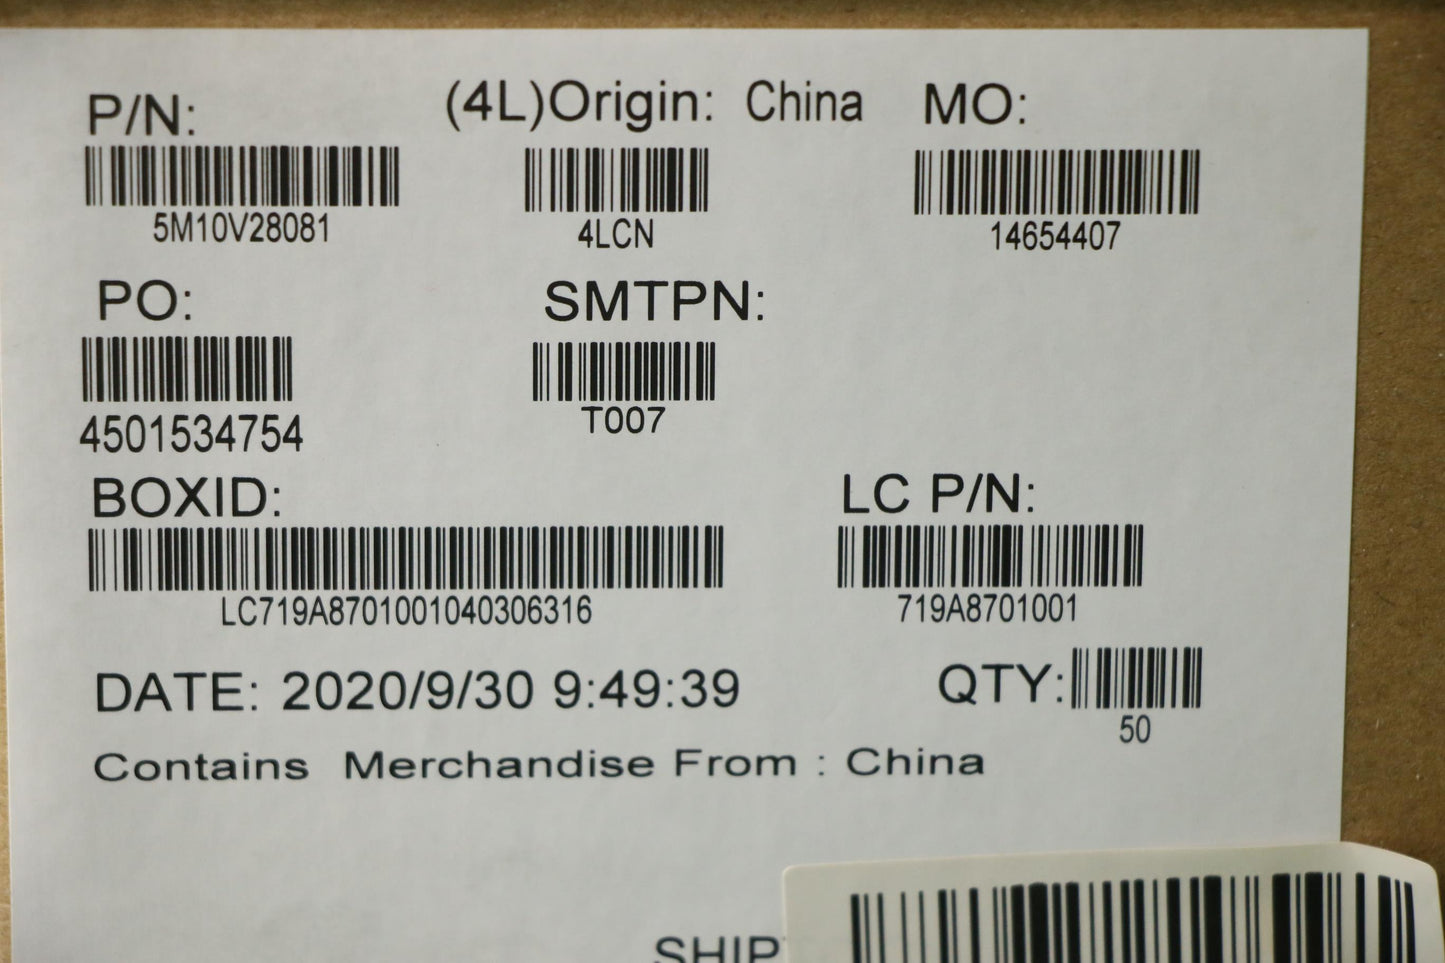 P/N: (4L)Origin: China MO:
5M10V28081 4LCN 14654407
PO: SMTPN:
4501534754 T007
BOXID: LC P/N:
LC719A8701001040306316 719A8701001
DATE: 2020/9/30 9:49:39 QTY:
50
Contains Merchandise From : China